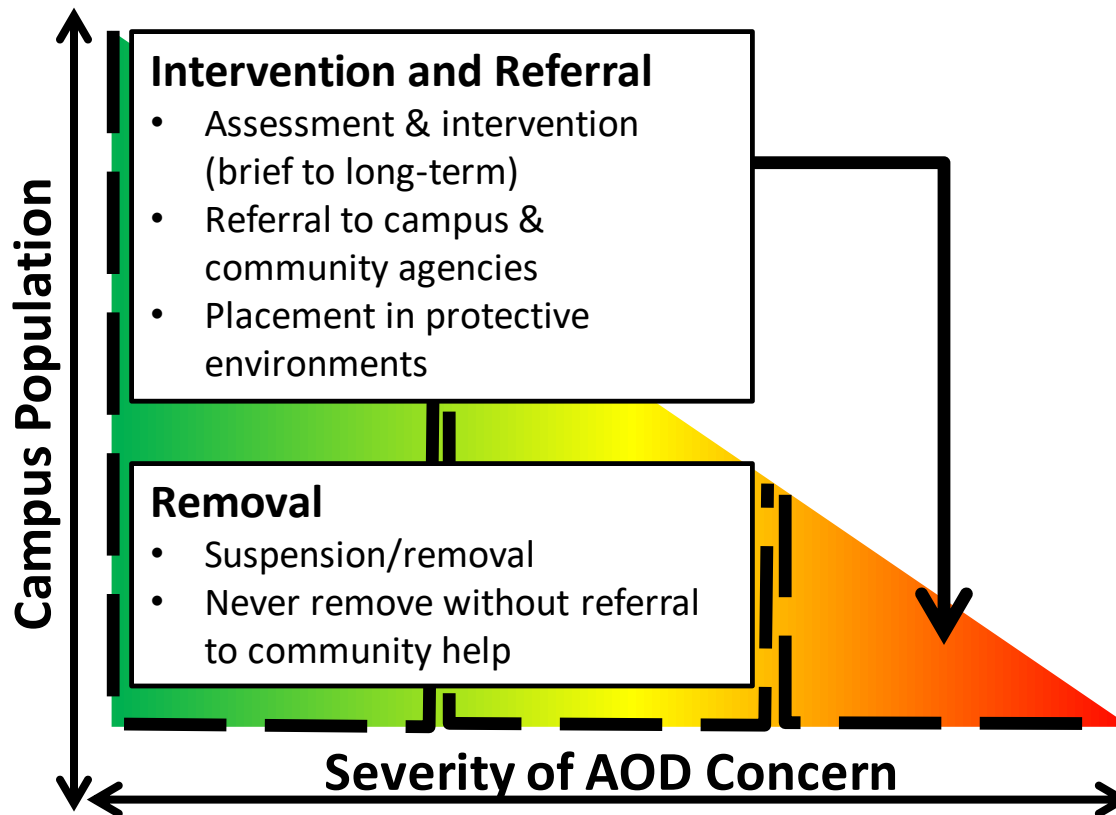 Intervention and Referral
• Assessment & intervention
(brief to long-term)
• Referral to campus &
community agencies
• Placement in protective
environments
Removal
• Suspension/removal
• Never remove without referral
to community help
Campus Population
Severity of AOD Concern